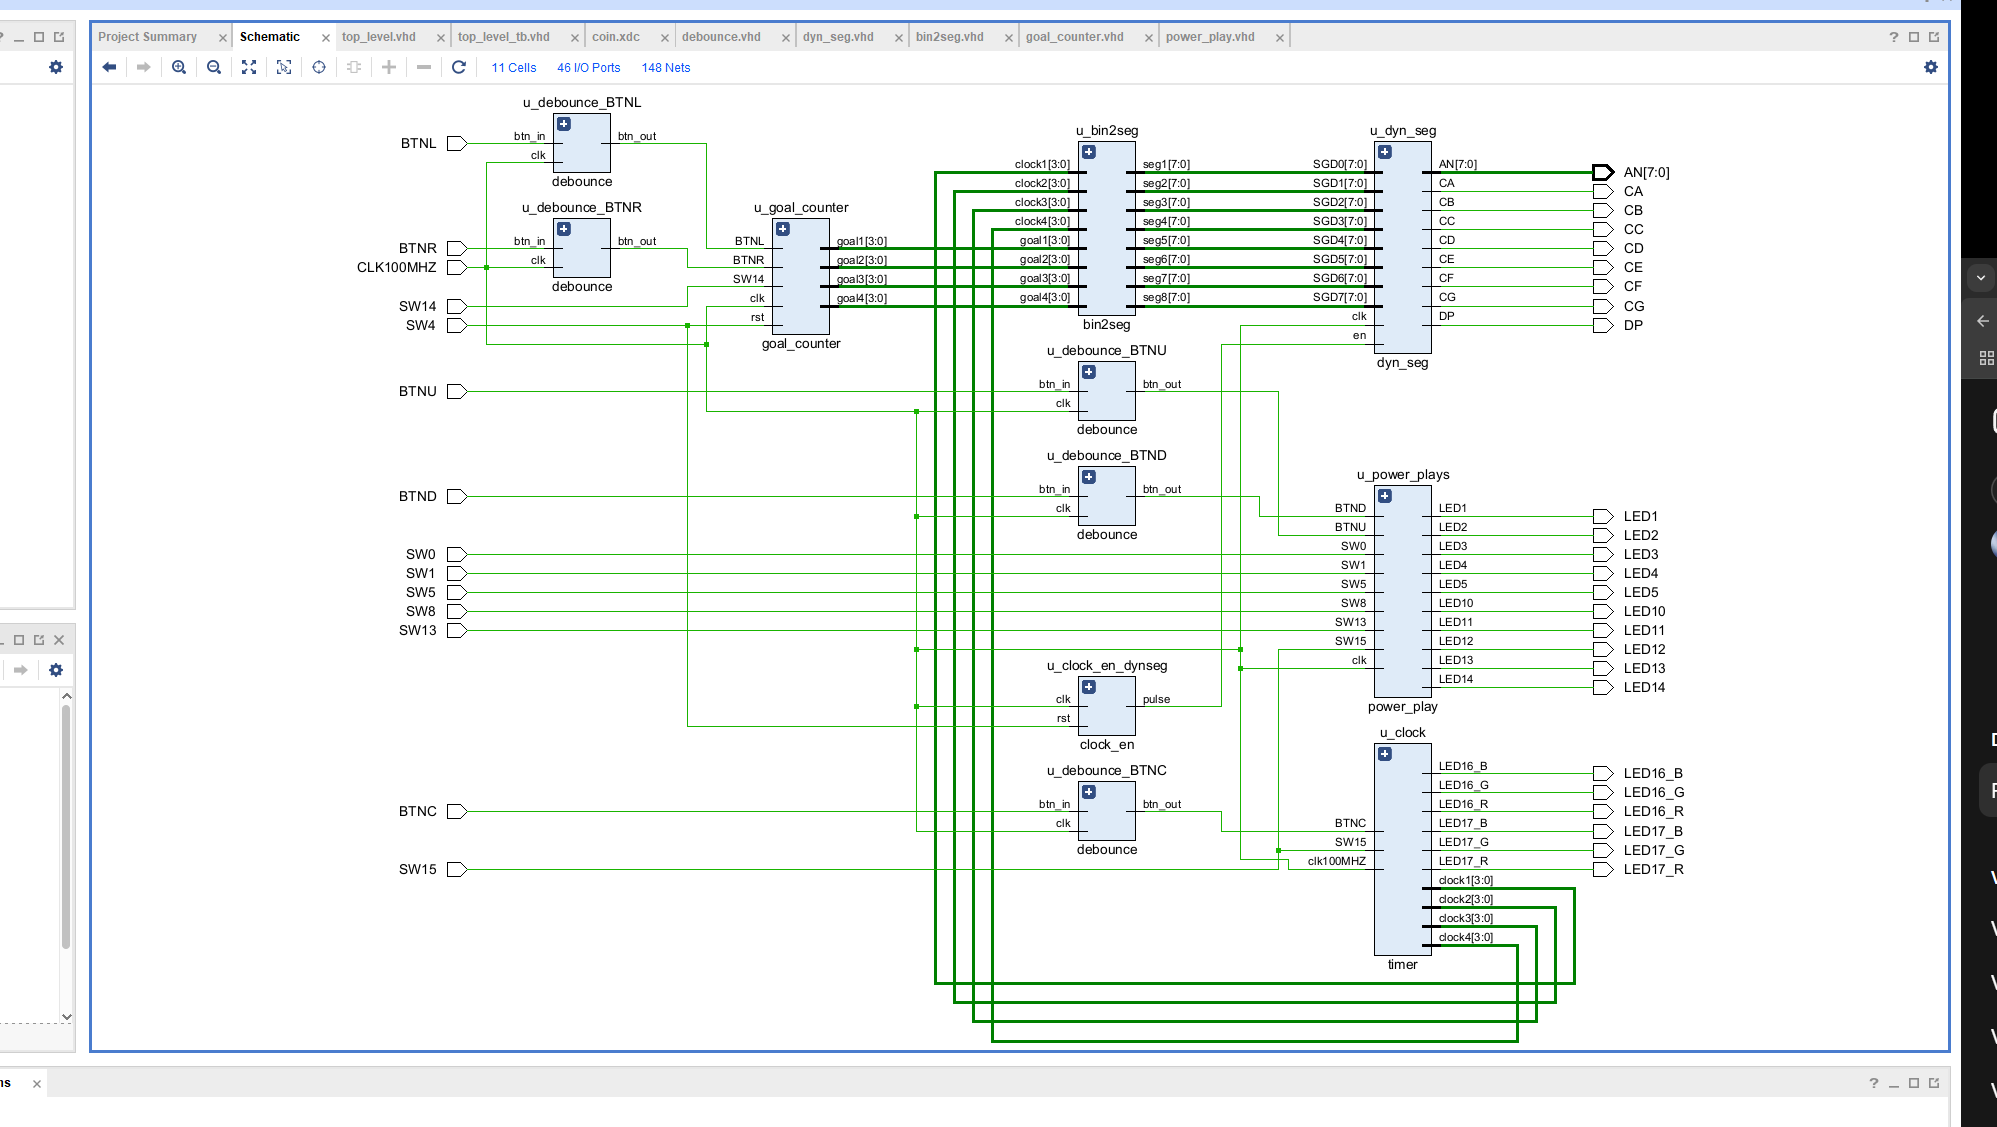 Project Summary × Schematic × top_level.vhd × top_level_tb.vhd × coin.xdc × debounce.vhd × dyn_seg.vhd × bin2seg.vhd × goal_counter.vhd × power_play.vhd ×
11 Cells 46 I/O Ports 148 Nets
u_debounce_BTNL
BTNL btn_in btn_out
clk
debounce
u_debounce_BTNR
BTNR btn_in btn_out
CLK100MHZ clk
debounce
SW14
SW4
u_goal_counter
BTNL goal1[3:0]
BTNR goal2[3:0]
SW14 goal3[3:0]
clk goal4[3:0]
rst
goal_counter
u_bin2seg
clock1[3:0] seg1[7:0]
clock2[3:0] seg2[7:0]
clock3[3:0] seg3[7:0]
clock4[3:0] seg4[7:0]
goal1[3:0] seg5[7:0]
goal2[3:0] seg6[7:0]
goal3[3:0] seg7[7:0]
goal4[3:0] seg8[7:0]
bin2seg
u_dyn_seg
SGD0[7:0] AN[7:0] AN[7:0]
SGD1[7:0] CA CA
SGD2[7:0] CB CB
SGD3[7:0] CC CC
SGD4[7:0] CD CD
SGD5[7:0] CE CE
SGD6[7:0] CF CF
SGD7[7:0] CG CG
clk DP DP
en
dyn_seg
u_debounce_BTNU
BTNU btn_in btn_out
clk
debounce
u_debounce_BTND
BTND btn_in btn_out
clk
debounce
SW0
SW1
SW5
SW8
SW13
u_power_plays
BTND LED1 LED1
BTNU LED2 LED2
SW0 LED3 LED3
SW1 LED4 LED4
SW5 LED5 LED5
SW8 LED10 LED10
SW13 LED11 LED11
SW15 LED12 LED12
clk LED13 LED13
LED14 LED14
power_play
u_clock_en_dynseg
clk pulse
rst
clock_en
u_debounce_BTNC
BTNC btn_in btn_out
clk
debounce
SW15
u_clock
LED16_B LED16_B
LED16_G LED16_G
LED16_R LED16_R
BTNC LED17_B LED17_B
SW15 LED17_G LED17_G
clk100MHZ LED17_R LED17_R
clock1[3:0]
clock2[3:0]
clock3[3:0]
clock4[3:0]
timer